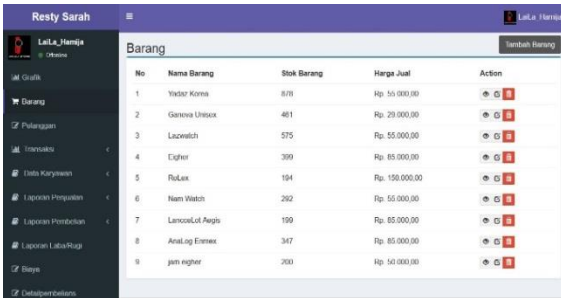 Resty Sarah
LaiLa_Hamija
LaiLa_Hamija
Offonline
Barang
Tambah Barang
Grafik
Barang
Pelanggan
Transaksi
Data Karyawan
Laporan Penjualan
Laporan Pembelian
Laporan Laba/Rugi
Biaya
Detailpembelians
No Nama Barang Stok Barang Harga Jual Action
1 Yadaz Korea 878 Rp. 55.000,00
2 Ganova Unisex 461 Rp. 29.000,00
3 Lazwatch 575 Rp. 55.000,00
4 Eigher 399 Rp. 85.000,00
5 RoLex 194 Rp. 150.000,00
6 Nam Watch 292 Rp. 55.000,00
7 LancceLot Aegis 199 Rp. 85.000,00
8 AnaLog Enmex 347 Rp. 85.000,00
9 jam eigher 200 Rp. 50.000,00